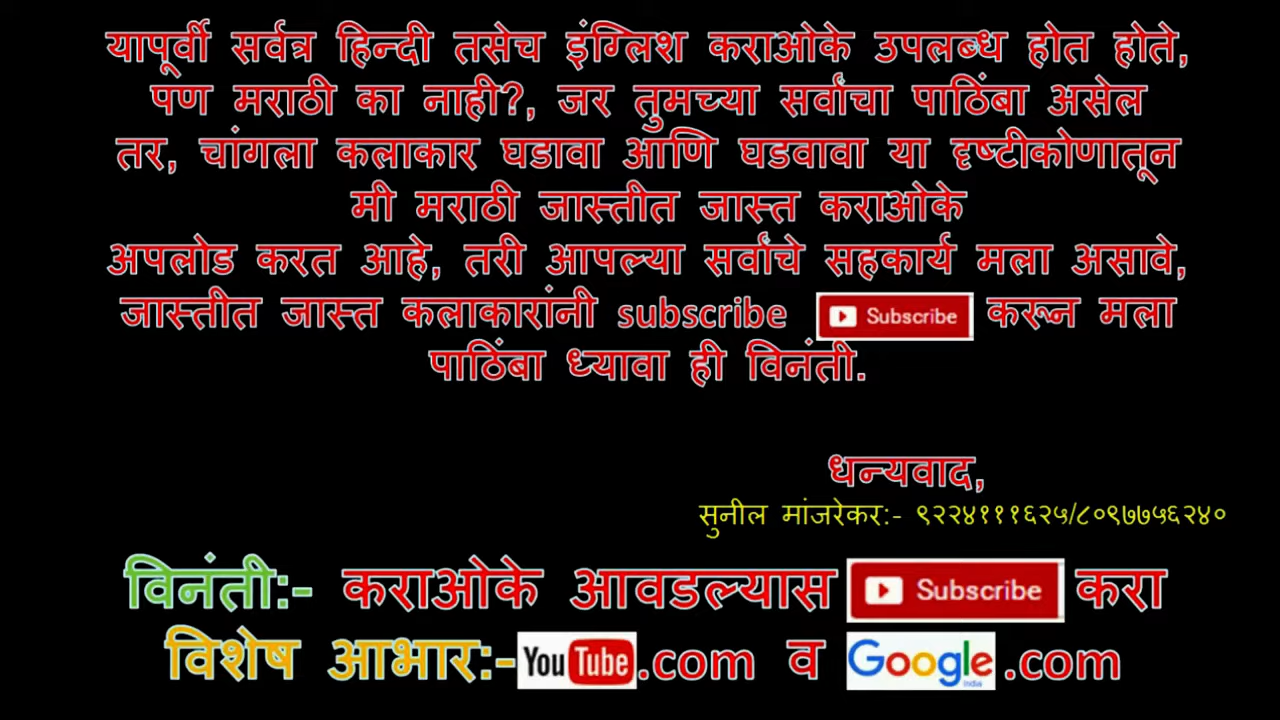 यापूर्वी सर्वत्र हिन्दी तसेच इंग्लिश कराओके उपलब्ध होत होते,
पण मराठी का नाही?, जर तुमच्या सर्वांचा पाठिंबा असेल
तर, चांगला कलाकार घडावा आणि घडवावा या दृष्टीकोणातून
मी मराठी जास्तीत जास्त कराओके
अपलोड करत आहे, तरी आपल्या सर्वांचे सहकार्य मला असावे,
जास्तीत जास्त कलाकारांनी subscribe Subscribe करून मला
पाठिंबा ध्यावा ही विनंती.
धन्यवाद,
सुनील मांजरेकर:- ९२२४१११६२५/८०९७७५६२४०
विनंती:- कराओके आवडल्यास Subscribe करा
विशेष आभार:-YouTube.com व Google India .com